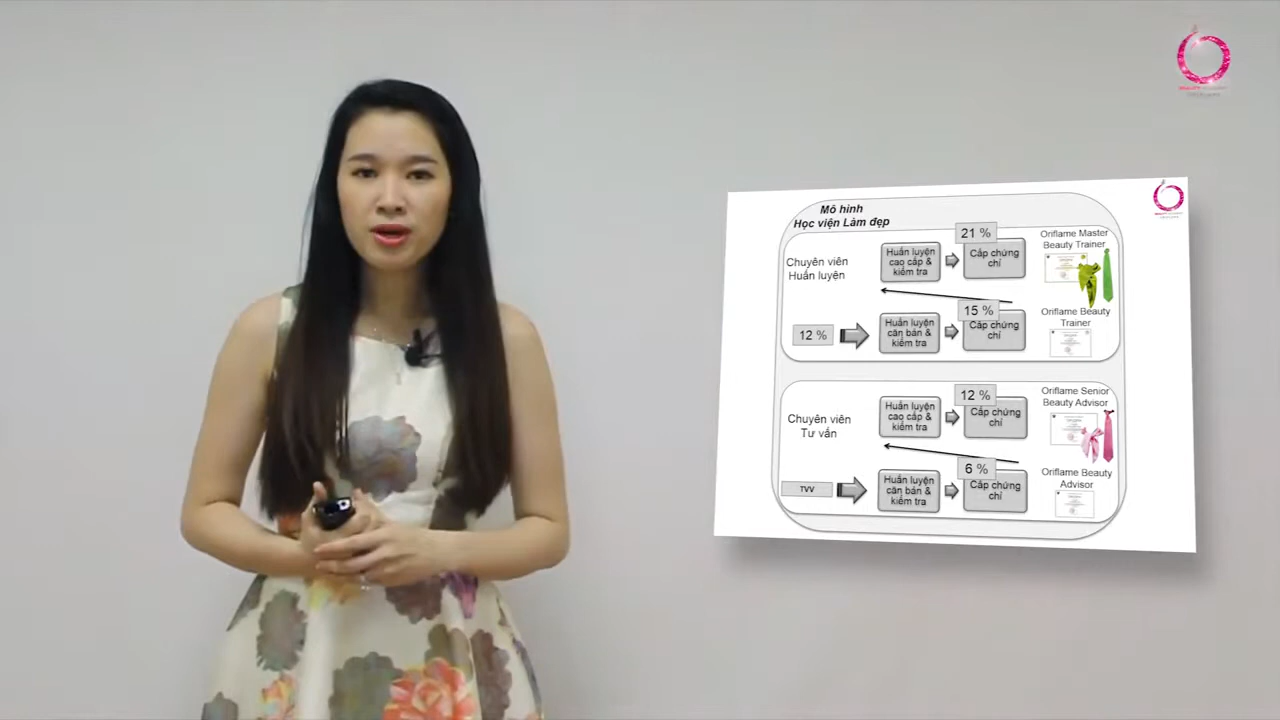 BEAUTY
Mô hình
Học viện Làm đẹp
Chuyên viên
Huấn luyện
Huấn luyện
cao cấp &
kiểm tra
21 %
Cấp chứng
chỉ
Oriflame Master
Beauty Trainer
12 %
Huấn luyện
căn bản &
kiểm tra
15 %
Cấp chứng
chỉ
Oriflame Beauty
Trainer
Chuyên viên
Tư vấn
Huấn luyện
cao cấp &
kiểm tra
12 %
Cấp chứng
chỉ
Oriflame Senior
Beauty Advisor
TVV
Huấn luyện
căn bản &
kiểm tra
6 %
Cấp chứng
chỉ
Oriflame Beauty
Advisor